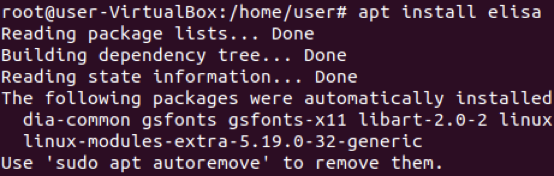 root@user-VirtualBox:/home/user# apt install elisa
Reading package lists... Done
Building dependency tree... Done
Reading state information... Done
The following packages were automatically installed
  dia-common gsfonts gsfonts-x11 libart-2.0-2 linux
  linux-modules-extra-5.19.0-32-generic
Use 'sudo apt autoremove' to remove them.